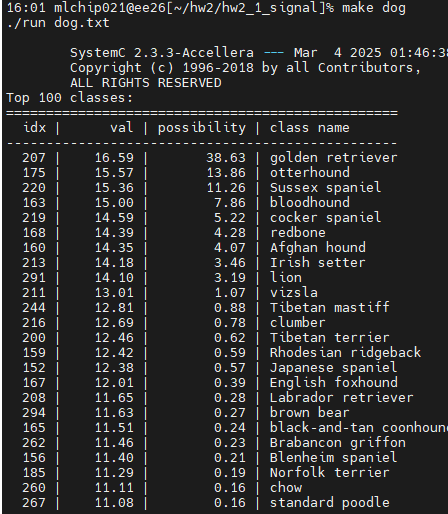 16:01 mlchip021@ee26[~/hw2/hw2_1_signal]% make dog
./run dog.txt
SystemC 2.3.3-Accellera --- Mar 4 2025 01:46:38
Copyright (c) 1996-2018 by all Contributors,
ALL RIGHTS RESERVED
Top 100 classes:
=================================================
idx | val | possibility | class name
-------------------------------------------------
207 | 16.59 | 38.63 | golden retriever
175 | 15.57 | 13.86 | otterhound
220 | 15.36 | 11.26 | Sussex spaniel
163 | 15.00 | 7.86 | bloodhound
219 | 14.59 | 5.22 | cocker spaniel
168 | 14.39 | 4.28 | redbone
160 | 14.35 | 4.07 | Afghan hound
213 | 14.18 | 3.46 | Irish setter
291 | 14.10 | 3.19 | lion
211 | 13.01 | 1.07 | vizsla
244 | 12.81 | 0.88 | Tibetan mastiff
216 | 12.69 | 0.78 | clumber
200 | 12.46 | 0.62 | Tibetan terrier
159 | 12.42 | 0.59 | Rhodesian ridgeback
152 | 12.38 | 0.57 | Japanese spaniel
167 | 12.01 | 0.39 | English foxhound
208 | 11.65 | 0.28 | Labrador retriever
294 | 11.63 | 0.27 | brown bear
165 | 11.51 | 0.24 | black-and-tan coonhoun
262 | 11.46 | 0.23 | Brabancon griffon
156 | 11.40 | 0.21 | Blenheim spaniel
185 | 11.29 | 0.19 | Norfolk terrier
260 | 11.11 | 0.16 | chow
267 | 11.08 | 0.16 | standard poodle